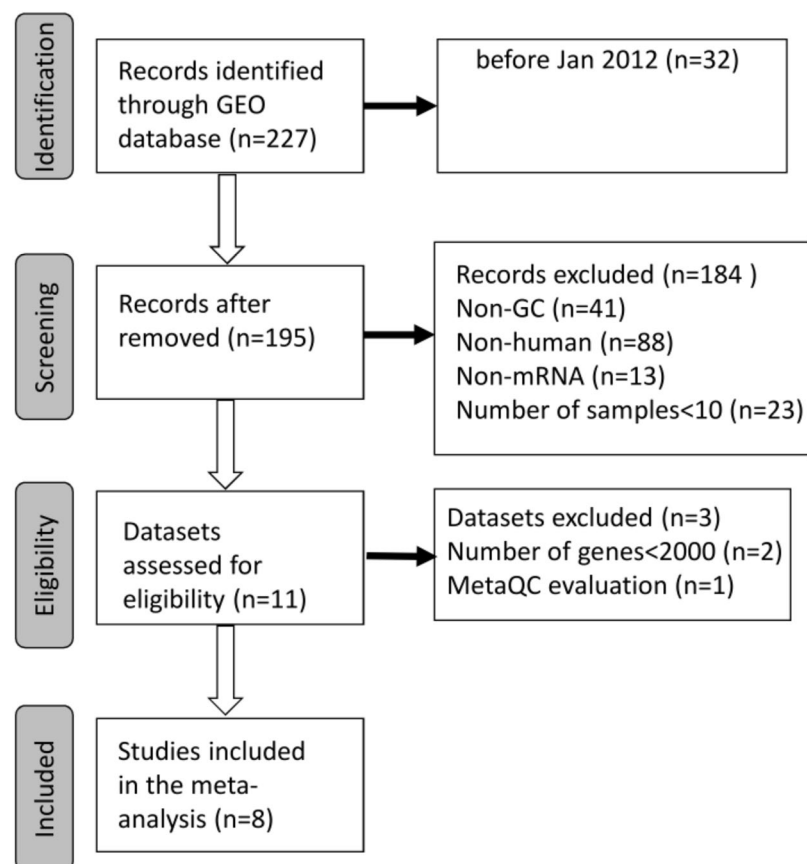 Identification
Records identified
through GEO
database (n=227)
before Jan 2012 (n=32)
Screening
Records after
removed (n=195)
Records excluded (n=184 )
Non-GC (n=41)
Non-human (n=88)
Non-mRNA (n=13)
Number of samples<10 (n=23)
Eligibility
Datasets
assessed for
eligibility (n=11)
Datasets excluded (n=3)
Number of genes<2000 (n=2)
MetaQC evaluation (n=1)
Included
Studies included
in the meta-
analysis (n=8)